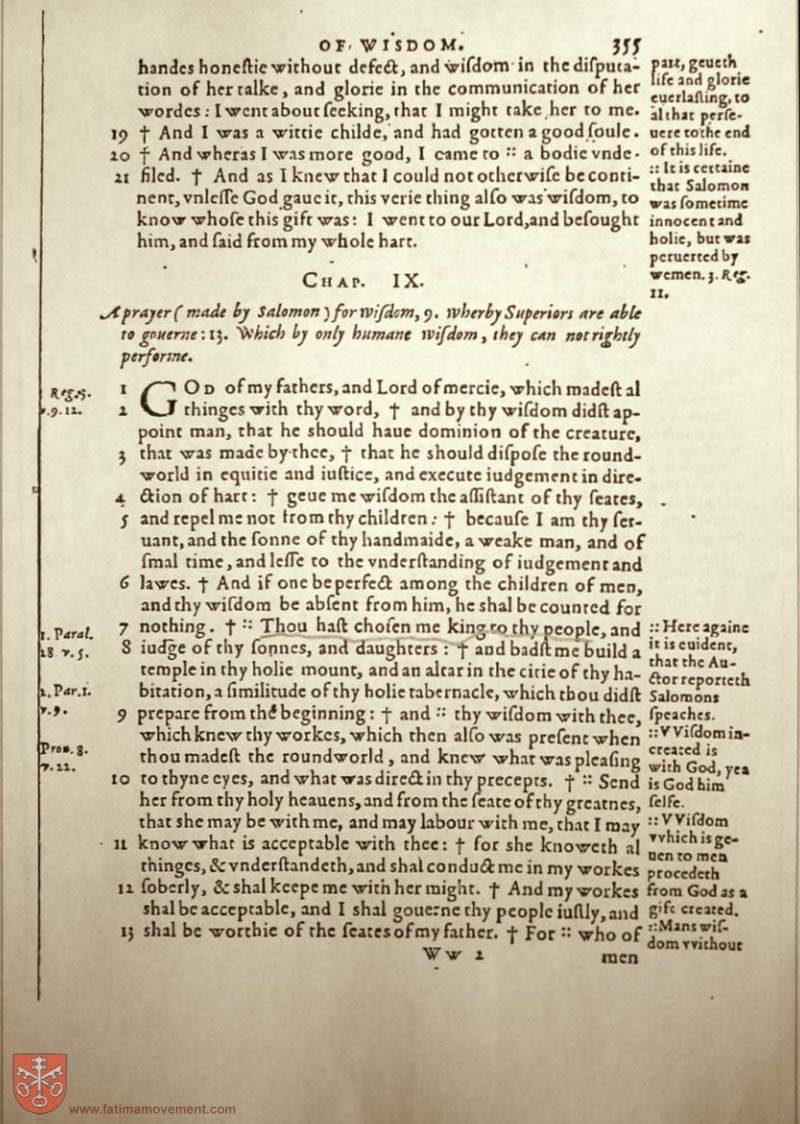 OF WISDOM. 355
handes honestie without defect, and wiſdom in the diſputa-
tion of her talke, and glorie in the communication of her
wordes : I went about ſeeking, that I might take her to me.
19 † And I was a wittie childe, and had gotten a good ſoule.
20 † And wheras I was more good, I came to :: a bodie vnde-
21 filed. † And as I knew that I could not otherwiſe be conti-
nent, vnleſſe God gaue it, this verie thing alſo was wiſdom, to
know whoſe this gift was : I went to our Lord, and beſought
him, and ſaid from my whole hart.
part, geueth
life and glorie
euerlaſting, to
al that perſe-
uere to the end
of this life.
:: It is certaine
that Salomon
was ſometime
innocent and
holie, but was
peruerted by
wemen. 3. Reg.
11.
CHAP. IX.
A prayer ( made by Salomon ) for wiſdom, 9. wherby Superiors are able
to gouerne : 13. Which by only humane wiſdom, they can not rightly
performe.
Reg. 3.
v. 9. 12.
1 GOD of my fathers, and Lord of mercie, which madeſt al
2 thinges with thy word, † and by thy wiſdom didſt ap-
point man, that he should haue dominion of the creature,
3 that was made by thee, † that he should diſpoſe the round-
world in equitie and iuſtice, and execute iudgement in dire-
4 ction of hart : † geue me wiſdom the aſſiſtant of thy ſeates,
5 and repel me not from thy children : † becauſe I am thy ſer-
uant, and the ſonne of thy handmaide, a weake man, and of
ſmal time, and leſſe to the vnderſtanding of iudgement and
6 lawes. † And if one be perfect among the children of men,
and thy wiſdom be abſent from him, he shal be counted for
7 nothing. † :: Thou haſt choſen me king to thy people, and
8 iudge of thy ſonnes, and daughters : † and badſt me build a
temple in thy holie mount, and an altar in the citie of thy ha-
bitation, a ſimilitude of thy holie tabernacle, which thou didſt
9 prepare from the beginning : † and :: thy wiſdom with thee,
which knew thy workes, which then alſo was preſent when
thou madeſt the roundworld, and knew what was pleaſing
10 to thyne eyes, and what was direct in thy precepts. † :: Send
her from thy holy heauens, and from the ſeate of thy greatnes,
that she may be with me, and may labour with me, that I may
11 know what is acceptable with thee : † for she knoweth al
thinges, & vnderſtandeth, and shal conduct me in my workes
12 ſoberly, & shal keepe me with her might. † And my workes
shal be acceptable, and I shal gouerne thy people iuſtly, and
13 shal be worthie of the ſeates of my father. † For :: who of
1. Paral.
28 v. 5.
2. Par. 1.
v. 9.
Prou. 8.
v. 22.
:: Here againe
it is euident,
that the Au-
ctor reporteth
Salomons
ſpeaches.
:: VViſdom in-
created is
with God, yea
is God him
ſelfe.
:: VViſdom
vvhich is ge-
uen to men
procedeth
from God as a
gift created.
:: Mans wiſ-
dom vvithout
Ww 2 men
www.fatimamovement.com